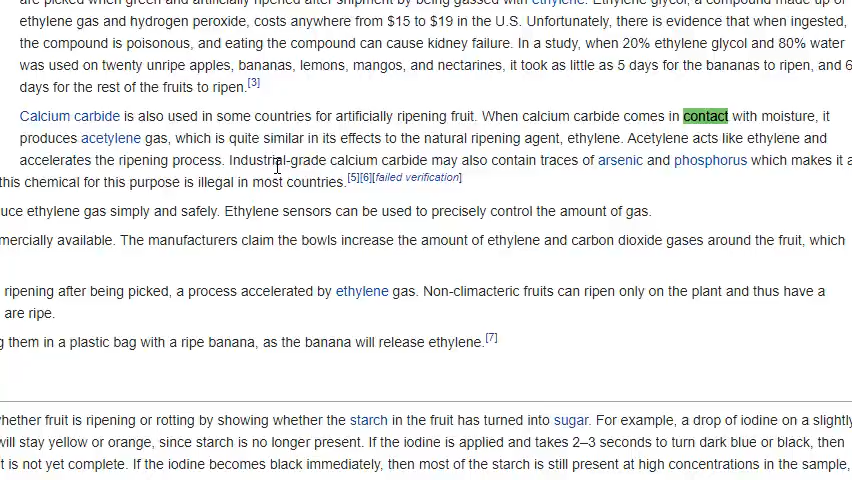 are picked when green and artificially ripened after shipment by being gassed with ethylene. Ethylene glycol, a compound made up of
ethylene gas and hydrogen peroxide, costs anywhere from $15 to $19 in the U.S. Unfortunately, there is evidence that when ingested,
the compound is poisonous, and eating the compound can cause kidney failure. In a study, when 20% ethylene glycol and 80% water
was used on twenty unripe apples, bananas, lemons, mangos, and nectarines, it took as little as 5 days for the bananas to ripen, and 6
days for the rest of the fruits to ripen.[3]
Calcium carbide is also used in some countries for artificially ripening fruit. When calcium carbide comes in contact with moisture, it
produces acetylene gas, which is quite similar in its effects to the natural ripening agent, ethylene. Acetylene acts like ethylene and
accelerates the ripening process. Industrial-grade calcium carbide may also contain traces of arsenic and phosphorus which makes it a
this chemical for this purpose is illegal in most countries.[5][6][failed verification]
uce ethylene gas simply and safely. Ethylene sensors can be used to precisely control the amount of gas.
mercially available. The manufacturers claim the bowls increase the amount of ethylene and carbon dioxide gases around the fruit, which
ripening after being picked, a process accelerated by ethylene gas. Non-climacteric fruits can ripen only on the plant and thus have a
are ripe.
g them in a plastic bag with a ripe banana, as the banana will release ethylene.[7]
whether fruit is ripening or rotting by showing whether the starch in the fruit has turned into sugar. For example, a drop of iodine on a slightly
will stay yellow or orange, since starch is no longer present. If the iodine is applied and takes 2–3 seconds to turn dark blue or black, then
t is not yet complete. If the iodine becomes black immediately, then most of the starch is still present at high concentrations in the sample,